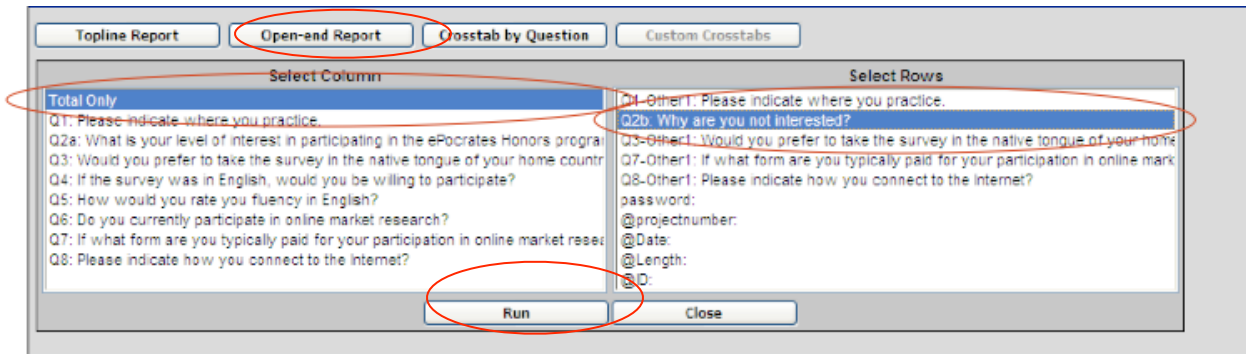 Topline Report Open-end Report Crosstab by Question Custom Crosstabs
Select Column
Total Only
Q1: Please indicate where you practice.
Q2a: What is your level of interest in participating in the ePocrates Honors progra
Q3: Would you prefer to take the survey in the native tongue of your home countr
Q4: If the survey was in English, would you be willing to participate?
Q5: How would you rate you fluency in English?
Q6: Do you currently participate in online market research?
Q7: If what form are you typically paid for your participation in online market resea
Q8: Please indicate how you connect to the Internet?
Select Rows
Q1-Other1: Please indicate where you practice.
Q2b: Why are you not interested?
Q3-Other1: Would you prefer to take the survey in the native tongue of your home
Q7-Other1: If what form are you typically paid for your participation in online mark
Q8-Other1: Please indicate how you connect to the Internet?
password:
@projectnumber:
@Date:
@Length:
@ID:
Run Close